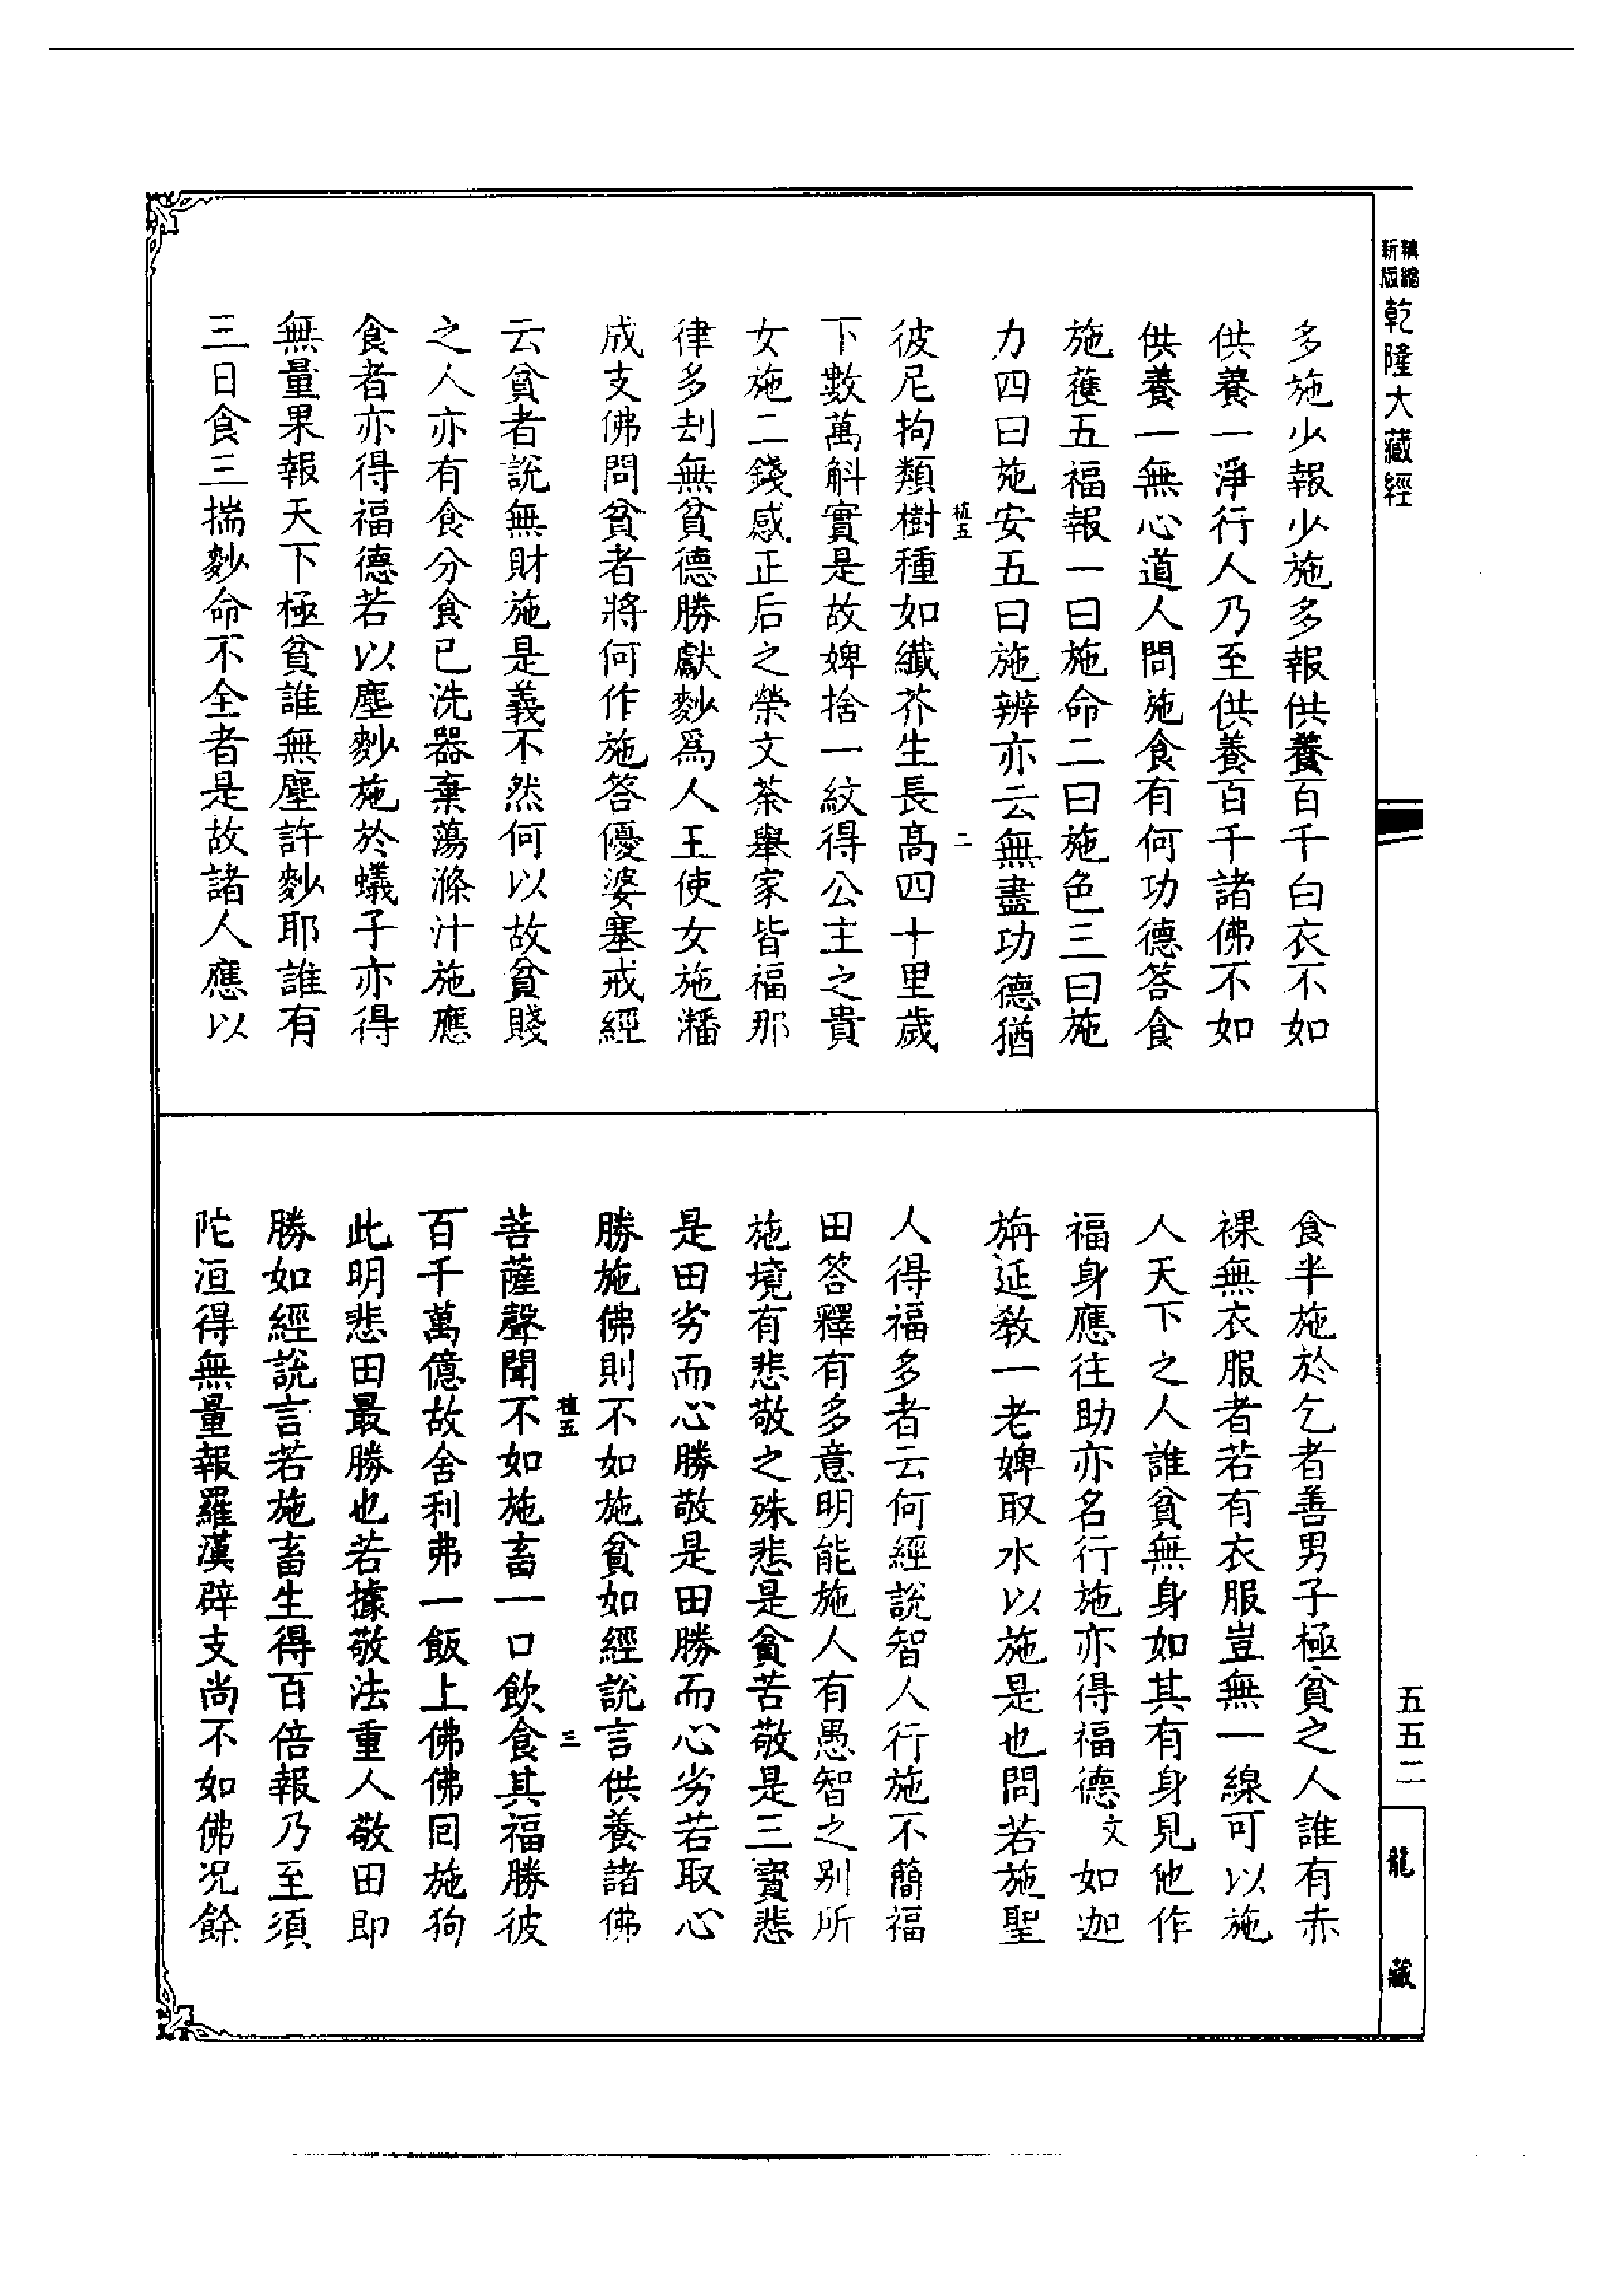 新版縮編
乾隆大藏經
多施少報少施多報供養百千白衣不如
供養一淨行人乃至供養百千諸佛不如
供養一無心道人問施食有何功德答食
施獲五福報一曰施命二曰施色三曰施
力四曰施安五曰施辨亦云無盡功德猶
植五
二
彼尼拘類樹種如纖芥生長高四十里歲
下數萬斛實是故婢捨一紋得公主之貴
女施二錢感正后之榮文荼舉家皆福那
律多刦無貧德勝獻麨爲人王使女施潘
成支佛問貧者將何作施答優婆塞戒經
云貧者說無財施是義不然何以故貧賤
之人亦有食分食已洗器棄蕩滌汁施應
食者亦得福德若以塵麨施於蟻子亦得
無量果報天下極貧誰無塵許麨耶誰有
三日食三揣麨命不全者是故諸人應以
食半施於乞者善男子極貧之人誰有赤
裸無衣服者若有衣服豈無一線可以施
人天下之人誰貧無身如其有身見他作
福身應往助亦名行施亦得福德文如迦
旃延教一老婢取水以施是也問若施聖
人得福多者云何經說智人行施不簡福
田答釋有多意明能施人有愚智之别所
施境有悲敬之殊悲是貧苦敬是三寶悲
是田劣而心勝敬是田勝而心劣若取心
勝施佛則不如施貧如經說言供養諸佛
植五
三
菩薩聲聞不如施畜一口飲食其福勝彼
百千萬億故舍利弗一飯上佛佛回施狗
此明悲田最勝也若據敬法重人敬田即
勝如經說言若施畜生得百倍報乃至須
陀洹得無量報羅漢辟支尚不如佛況餘
五五二
龍藏